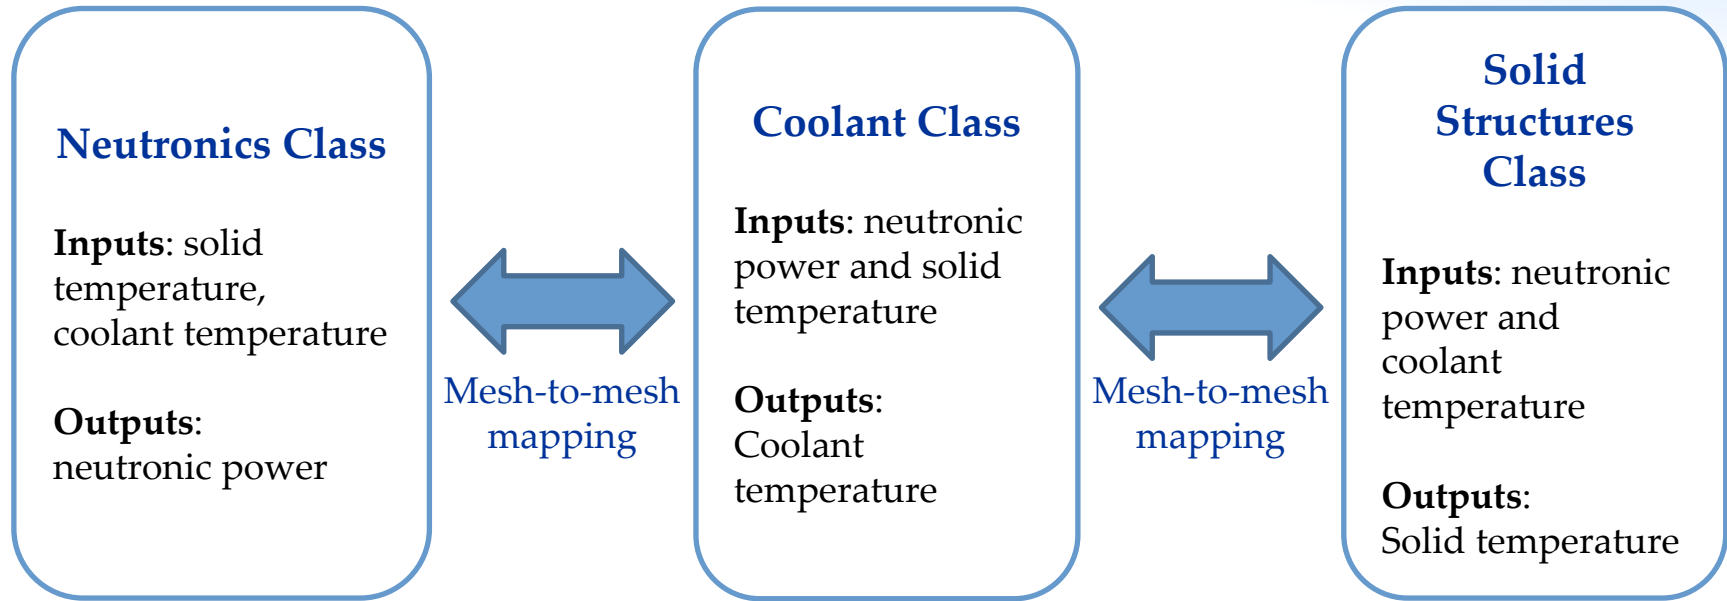 Neutronics Class
Inputs: solid
temperature,
coolant temperature
Outputs:
neutronic power
Mesh-to-mesh
mapping
Coolant Class
Inputs: neutronic
power and solid
temperature
Outputs:
Coolant
temperature
Mesh-to-mesh
mapping
Solid
Structures
Class
Inputs: neutronic
power and
coolant
temperature
Outputs:
Solid temperature